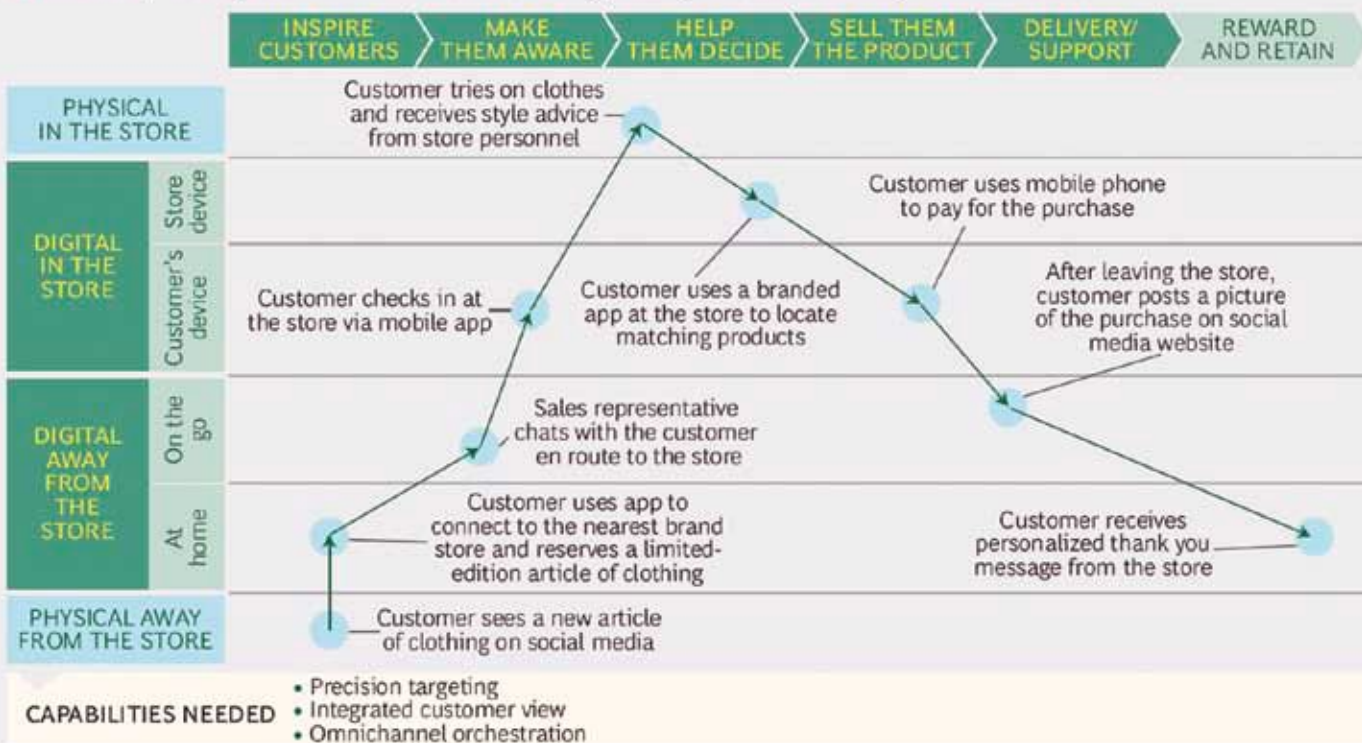 INSPIRE
CUSTOMERS
MAKE
THEM AWARE
HELP
THEM DECIDE
SELL THEM
THE PRODUCT
DELIVERY/
SUPPORT
REWARD
AND RETAIN
PHYSICAL
IN THE STORE
Customer tries on clothes
and receives style advice
from store personnel
DIGITAL
IN THE
STORE
Store
device
Customer's
device
Customer uses mobile phone
to pay for the purchase
Customer checks in at
the store via mobile app
Customer uses a branded
app at the store to locate
matching products
After leaving the store,
customer posts a picture
of the purchase on social
media website
DIGITAL
AWAY
FROM
THE
STORE
On the
go
At
home
Sales representative
chats with the customer
en route to the store
Customer uses app to
connect to the nearest brand
store and reserves a limited-
edition article of clothing
Customer receives
personalized thank you
message from the store
PHYSICAL AWAY
FROM THE STORE
Customer sees a new article
of clothing on social media
CAPABILITIES NEEDED
• Precision targeting
• Integrated customer view
• Omnichannel orchestration